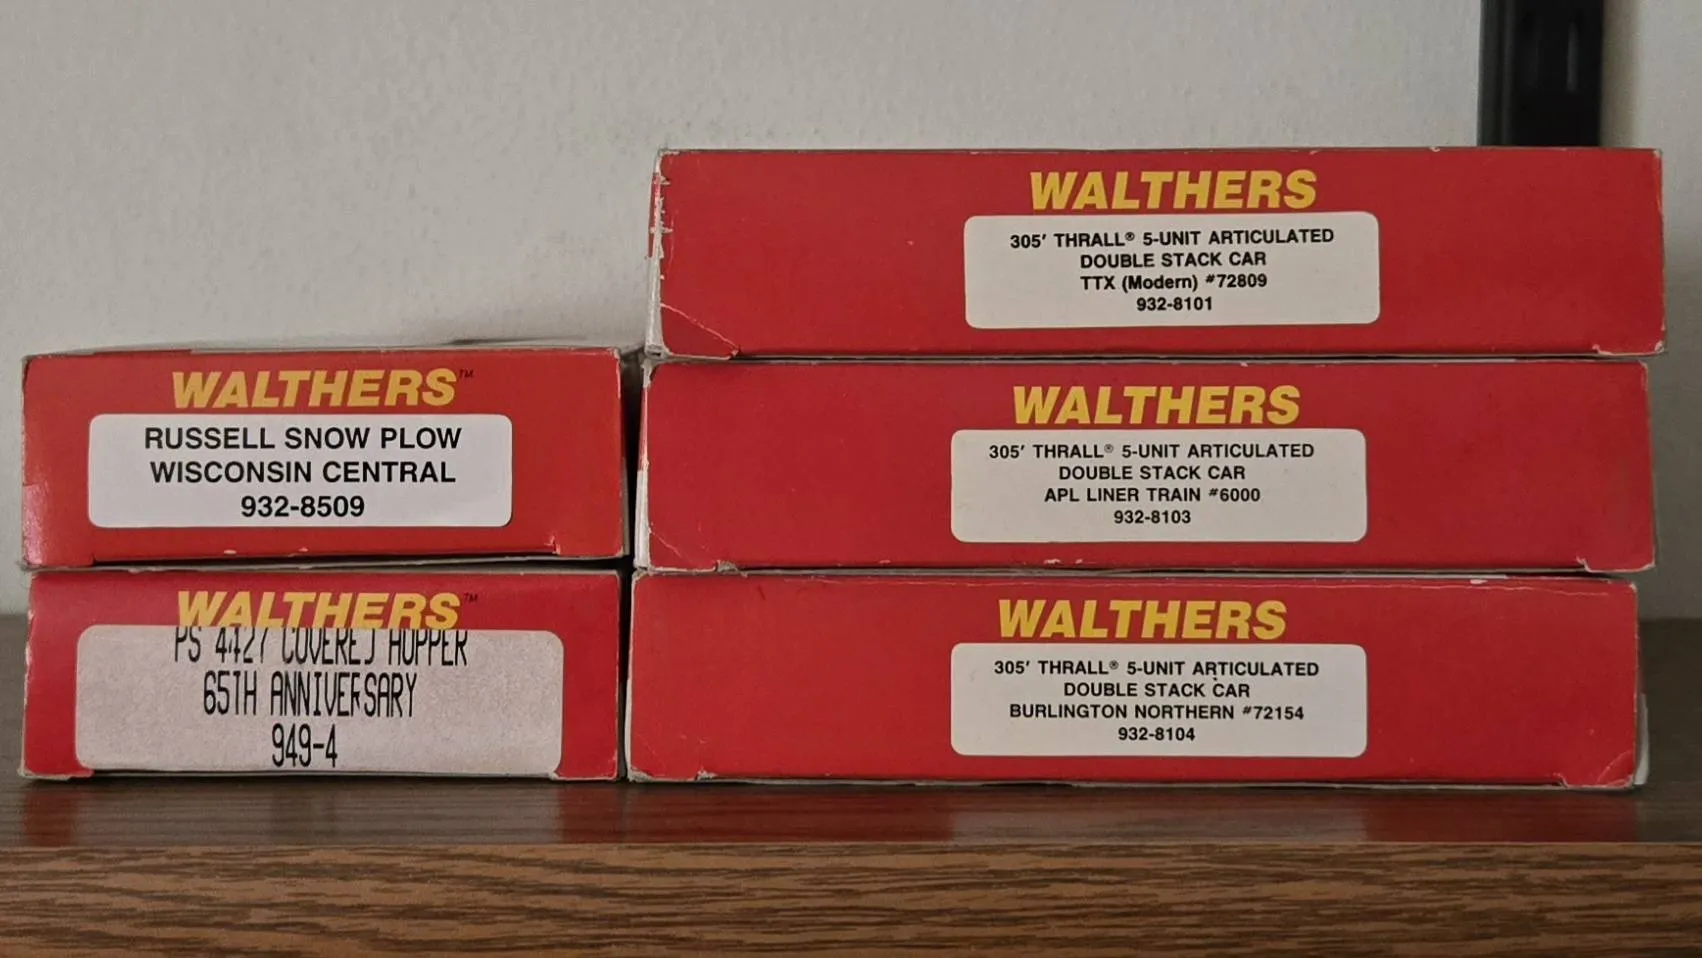 WALTHERS™
RUSSELL SNOW PLOW
WISCONSIN CENTRAL
932-8509
WALTHERS™
PS 4427 COVERED HOPPER
65TH ANNIVERSARY
949-4
WALTHERS
305' THRALL® 5-UNIT ARTICULATED
DOUBLE STACK CAR
TTX (Modern) #72809
932-8101
WALTHERS
305' THRALL® 5-UNIT ARTICULATED
DOUBLE STACK CAR
APL LINER TRAIN #6000
932-8103
WALTHERS
305' THRALL® 5-UNIT ARTICULATED
DOUBLE STACK CAR
BURLINGTON NORTHERN #72154
932-8104